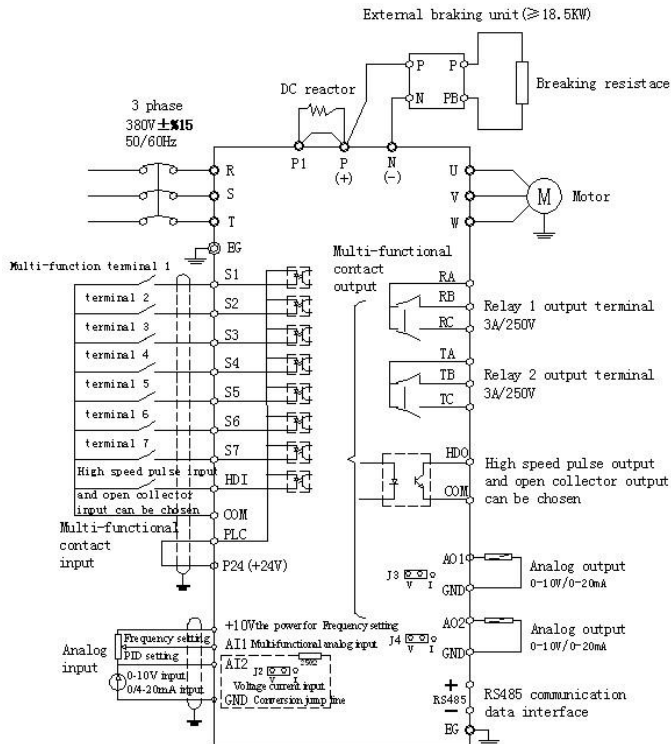 External braking unit (≥18.5KW)
DC reactor
P P
N PB
Breaking resistace
3 phase
380V±%15
50/60Hz
P1 P (+) N (-)
R
S
T
EG
U
V
W
M
Motor
Multi-function terminal 1
terminal 2
terminal 3
terminal 4
terminal 5
terminal 6
terminal 7
High speed pulse input
and open collector
input can be chosen
Multi-functional
contact
input
S1
S2
S3
S4
S5
S6
S7
HDI
COM
PLC
P24 (+24V)
Multi-functional
contact
output
RA
RB
RC
Relay 1 output terminal
3A/250V
TA
TB
TC
Relay 2 output terminal
3A/250V
HDO
COM
High speed pulse output
and open collector output
can be chosen
AO1
J3
V I
GND
Analog output
0-10V/0-20mA
AO2
J4
V I
GND
Analog output
0-10V/0-20mA
+
RS485
−
RS485 communication
data interface
EG
Analog
input
Frequency setting
PID setting
0-10V input
0/4-20mA input
+10V the power for Frequency setting
AI1 Multi-functional analog input
AI2
J2
V I
Voltage current input
GND Conversion jump line